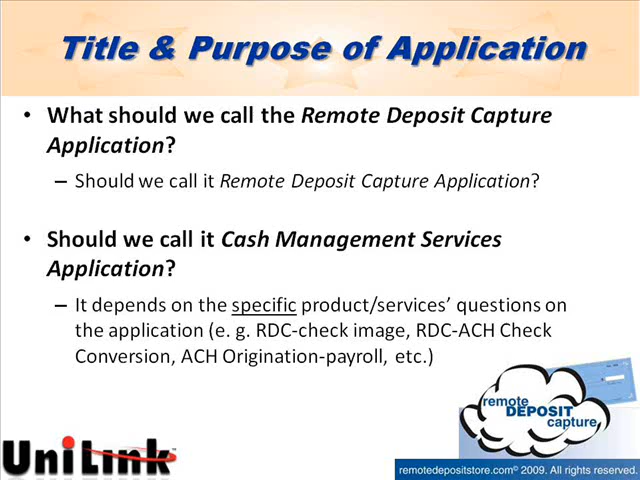 Title & Purpose of Application
• What should we call the Remote Deposit Capture
Application?
– Should we call it Remote Deposit Capture Application?
• Should we call it Cash Management Services
Application?
– It depends on the specific product/services' questions on
the application (e. g. RDC-check image, RDC-ACH Check
Conversion, ACH Origination-payroll, etc.)
remote
DEPOSIT
capture
UniLink
remotedepositstore.com© 2009. All rights reserved.